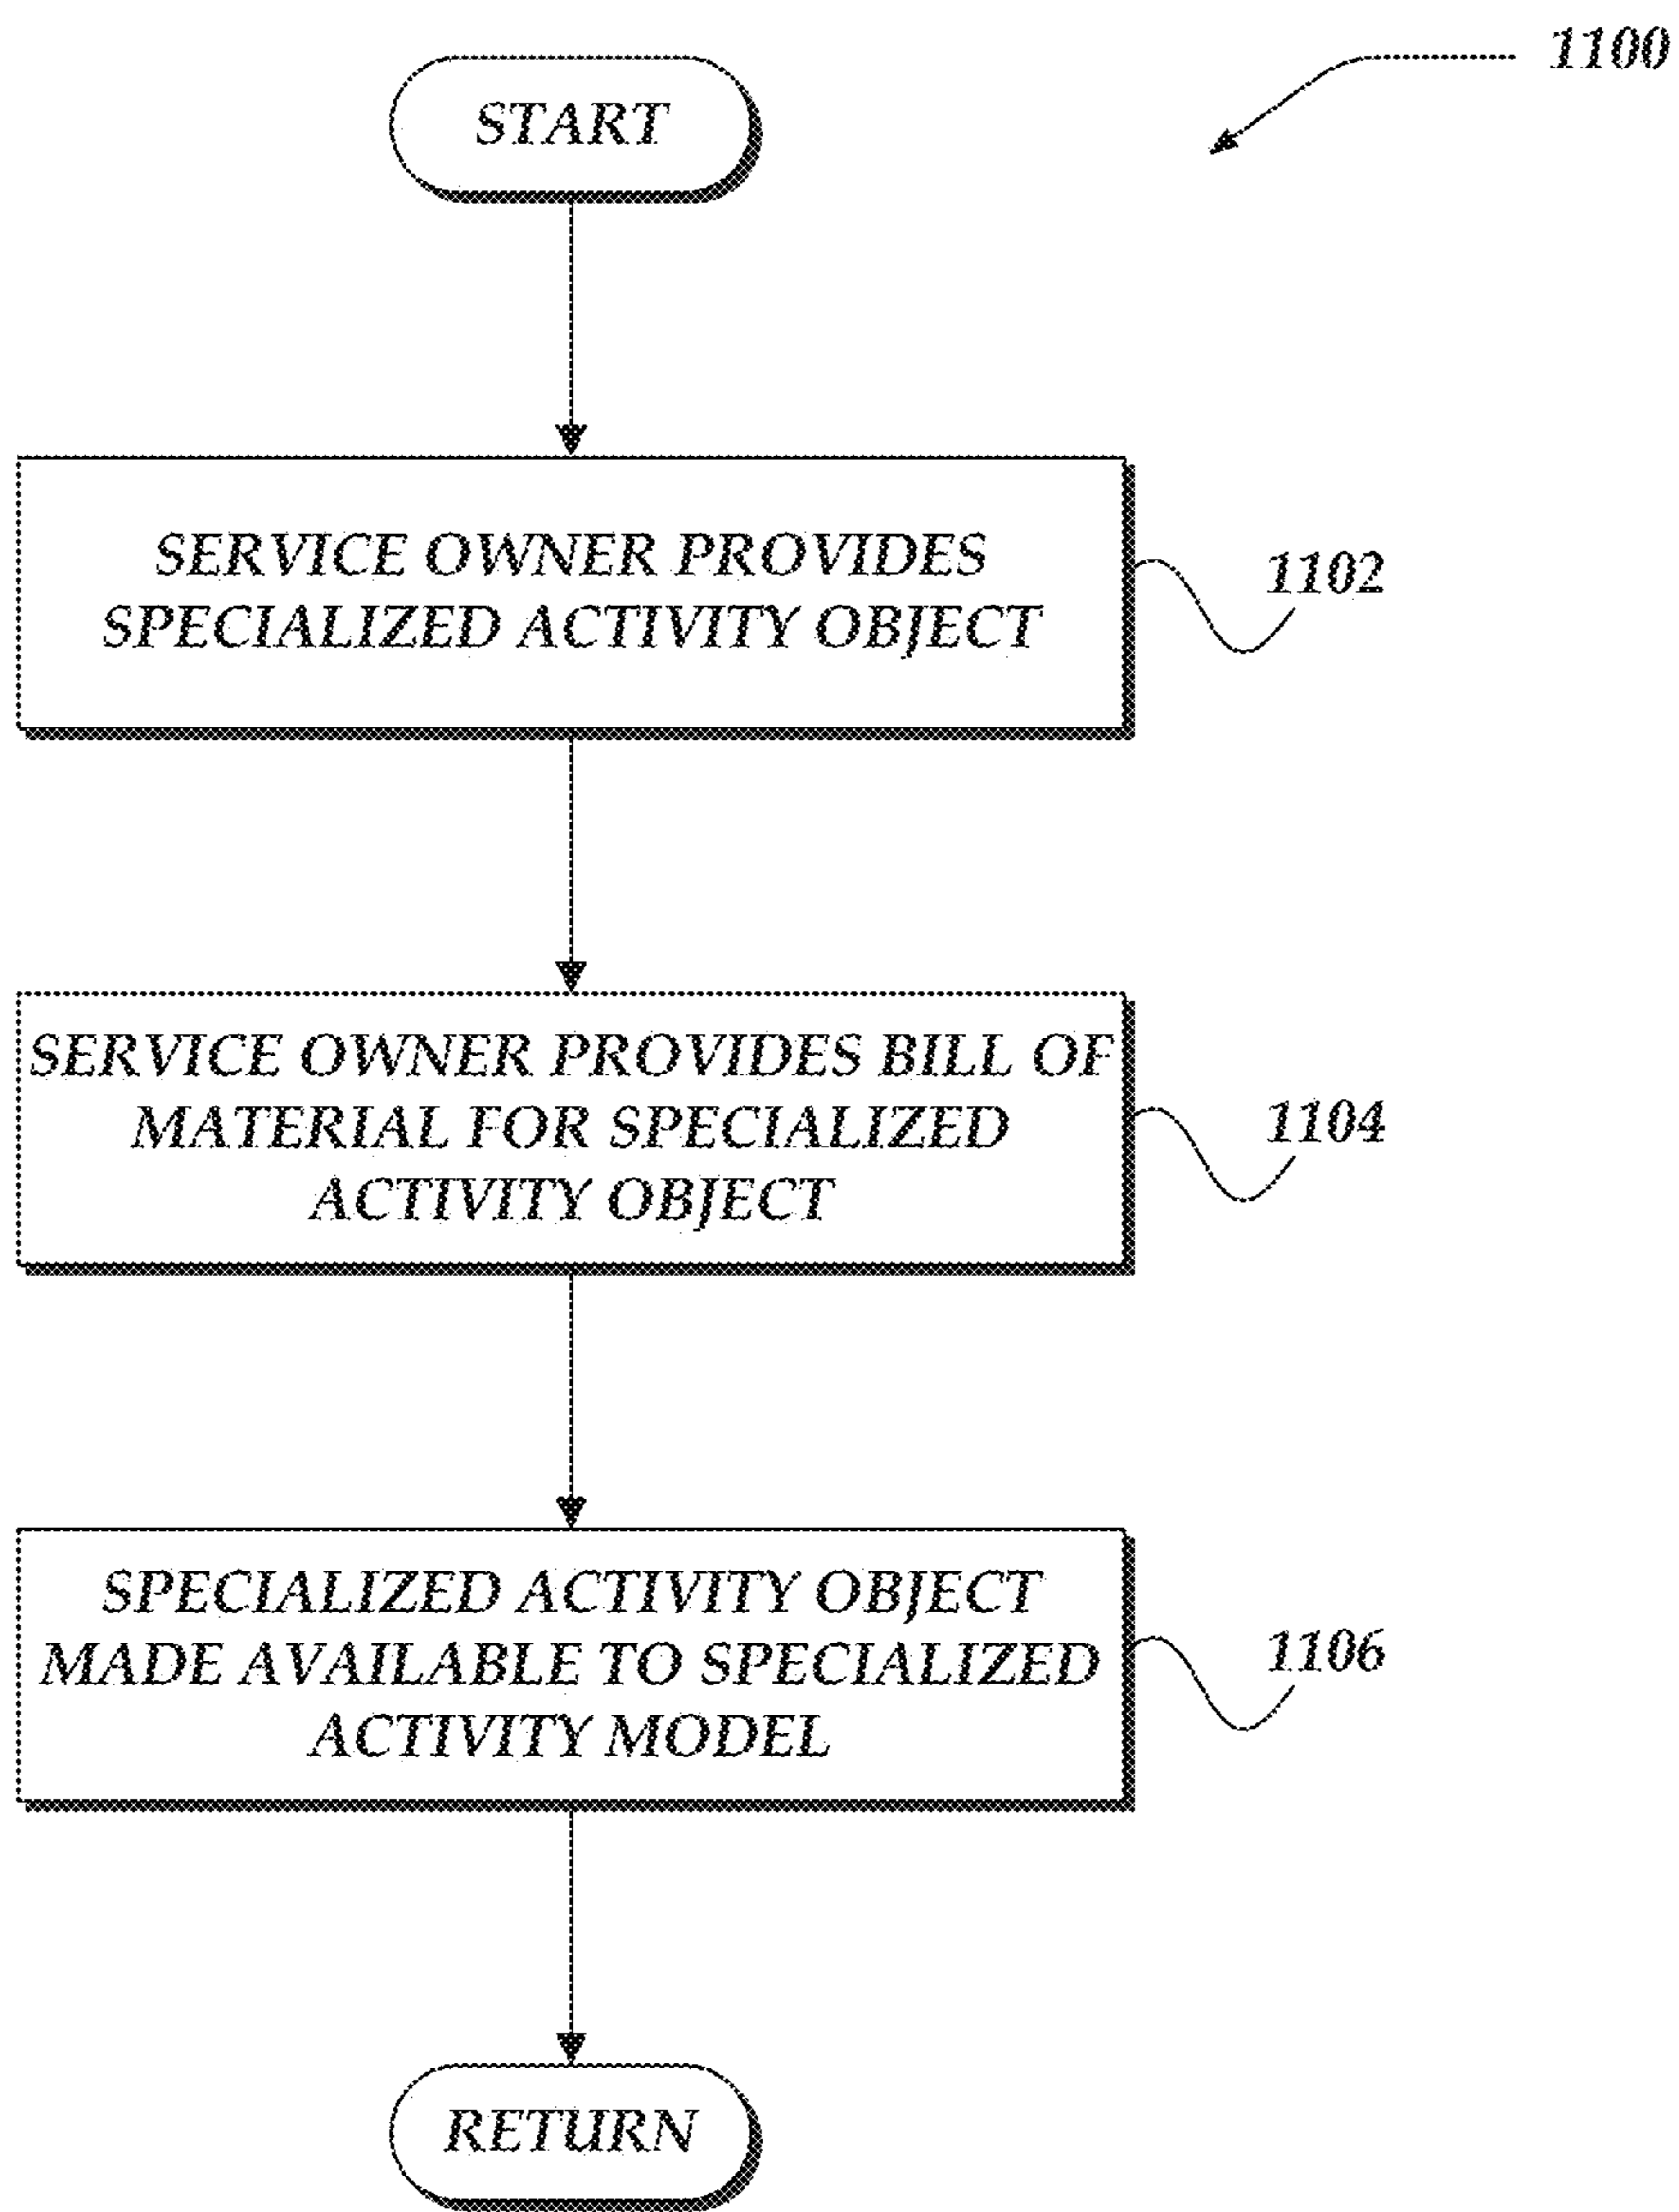 1100
START
SERVICE OWNER PROVIDES
SPECIALIZED ACTIVITY OBJECT
1102
SERVICE OWNER PROVIDES BILL OF
MATERIAL FOR SPECIALIZED
ACTIVITY OBJECT
1104
SPECIALIZED ACTIVITY OBJECT
MADE AVAILABLE TO SPECIALIZED
ACTIVITY MODEL
1106
RETURN